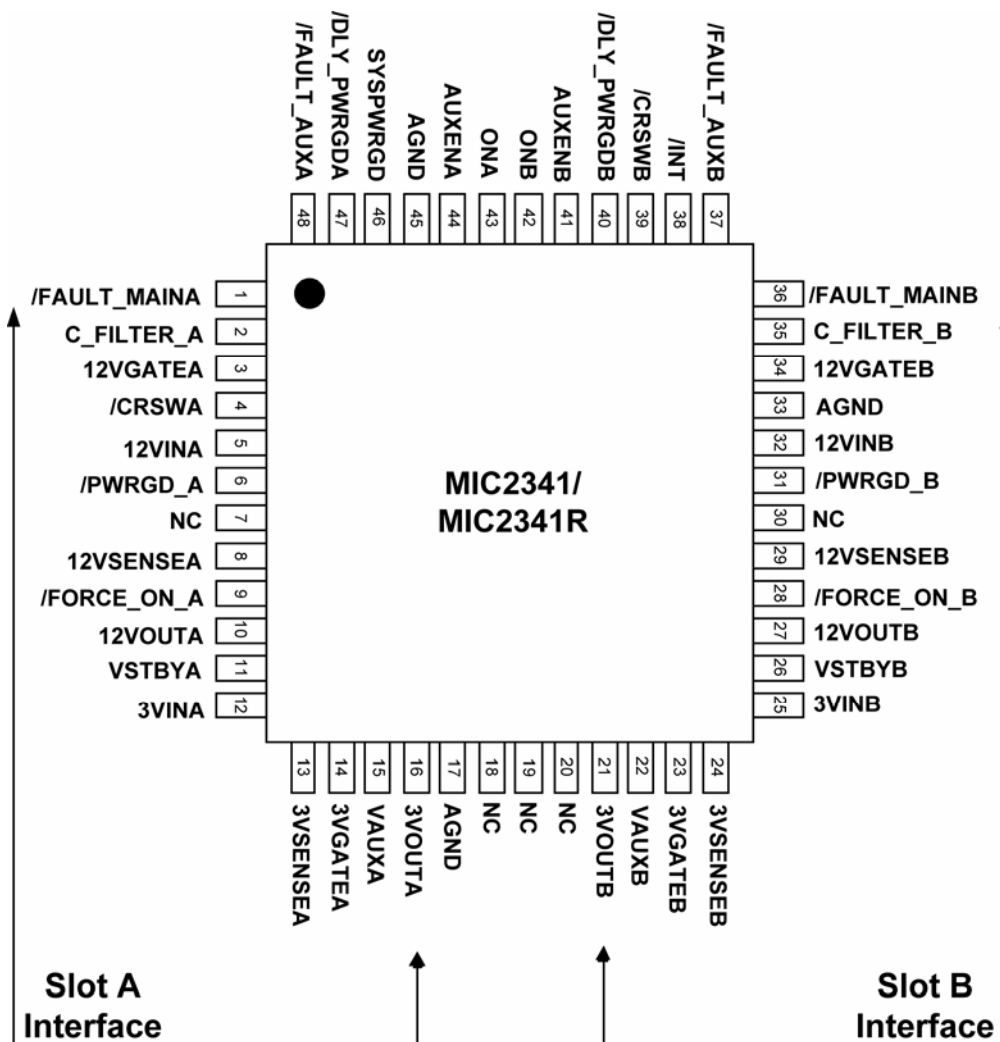 /FAULT_AUXA
/DLY_PWRGDA
SYSPWRGD
AGND
AUXENA
ONA
ONB
AUXENB
/DLY_PWRGDB
/CRSWB
/INT
/FAULT_AUXB
48 47 46 45 44 43 42 41 40 39 38 37
/FAULT_MAINA 1
C_FILTER_A 2
12VGATEA 3
/CRSWA 4
12VINA 5
/PWRGD_A 6
NC 7
12VSENSEA 8
/FORCE_ON_A 9
12VOUTA 10
VSTBYA 11
3VINA 12
MIC2341/
MIC2341R
36 /FAULT_MAINB
35 C_FILTER_B
34 12VGATEB
33 AGND
32 12VINB
31 /PWRGD_B
30 NC
29 12VSENSEB
28 /FORCE_ON_B
27 12VOUTB
26 VSTBYB
25 3VINB
13 14 15 16 17 18 19 20 21 22 23 24
3VSENSEA
3VGATEA
VAUXA
3VOUTA
AGND
NC
NC
NC
3VOUTB
VAUXB
3VGATEB
3VSENSEB
Slot A
Interface
Slot B
Interface